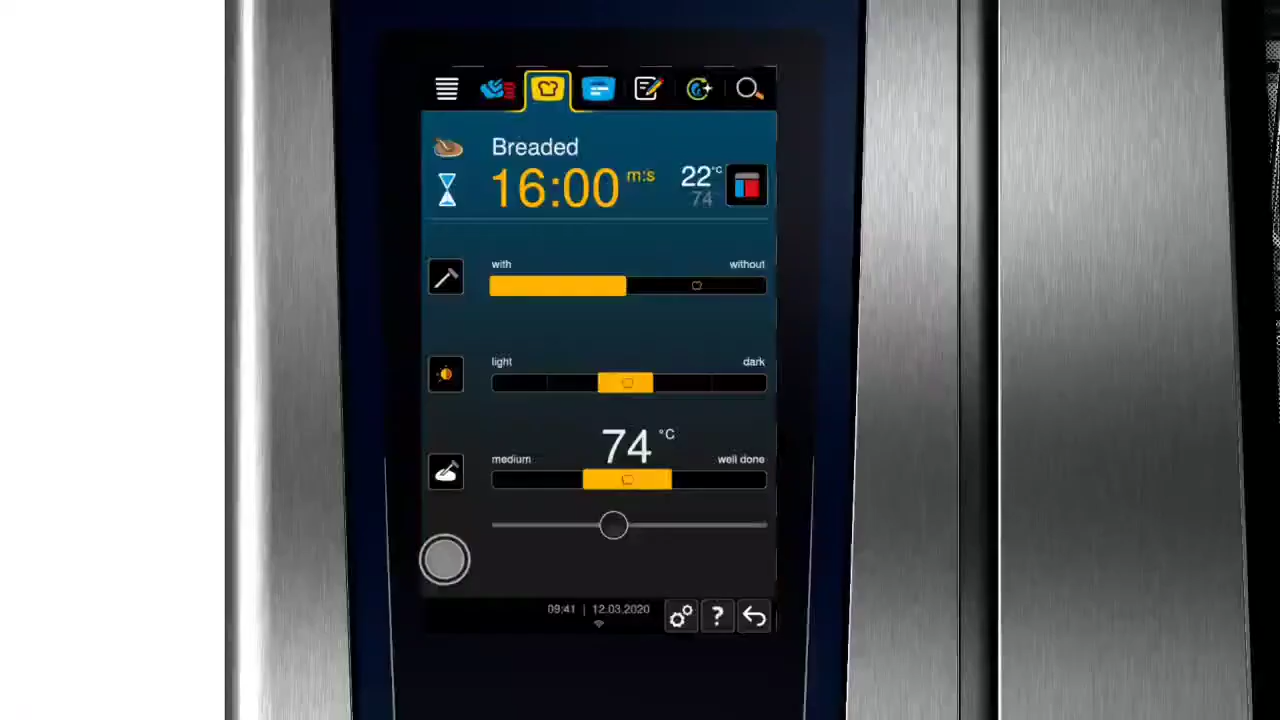 Breaded
16:00 m:s 22°C
74
with without
light dark
74 °C
medium well done
09:41 | 12.03.2020
?